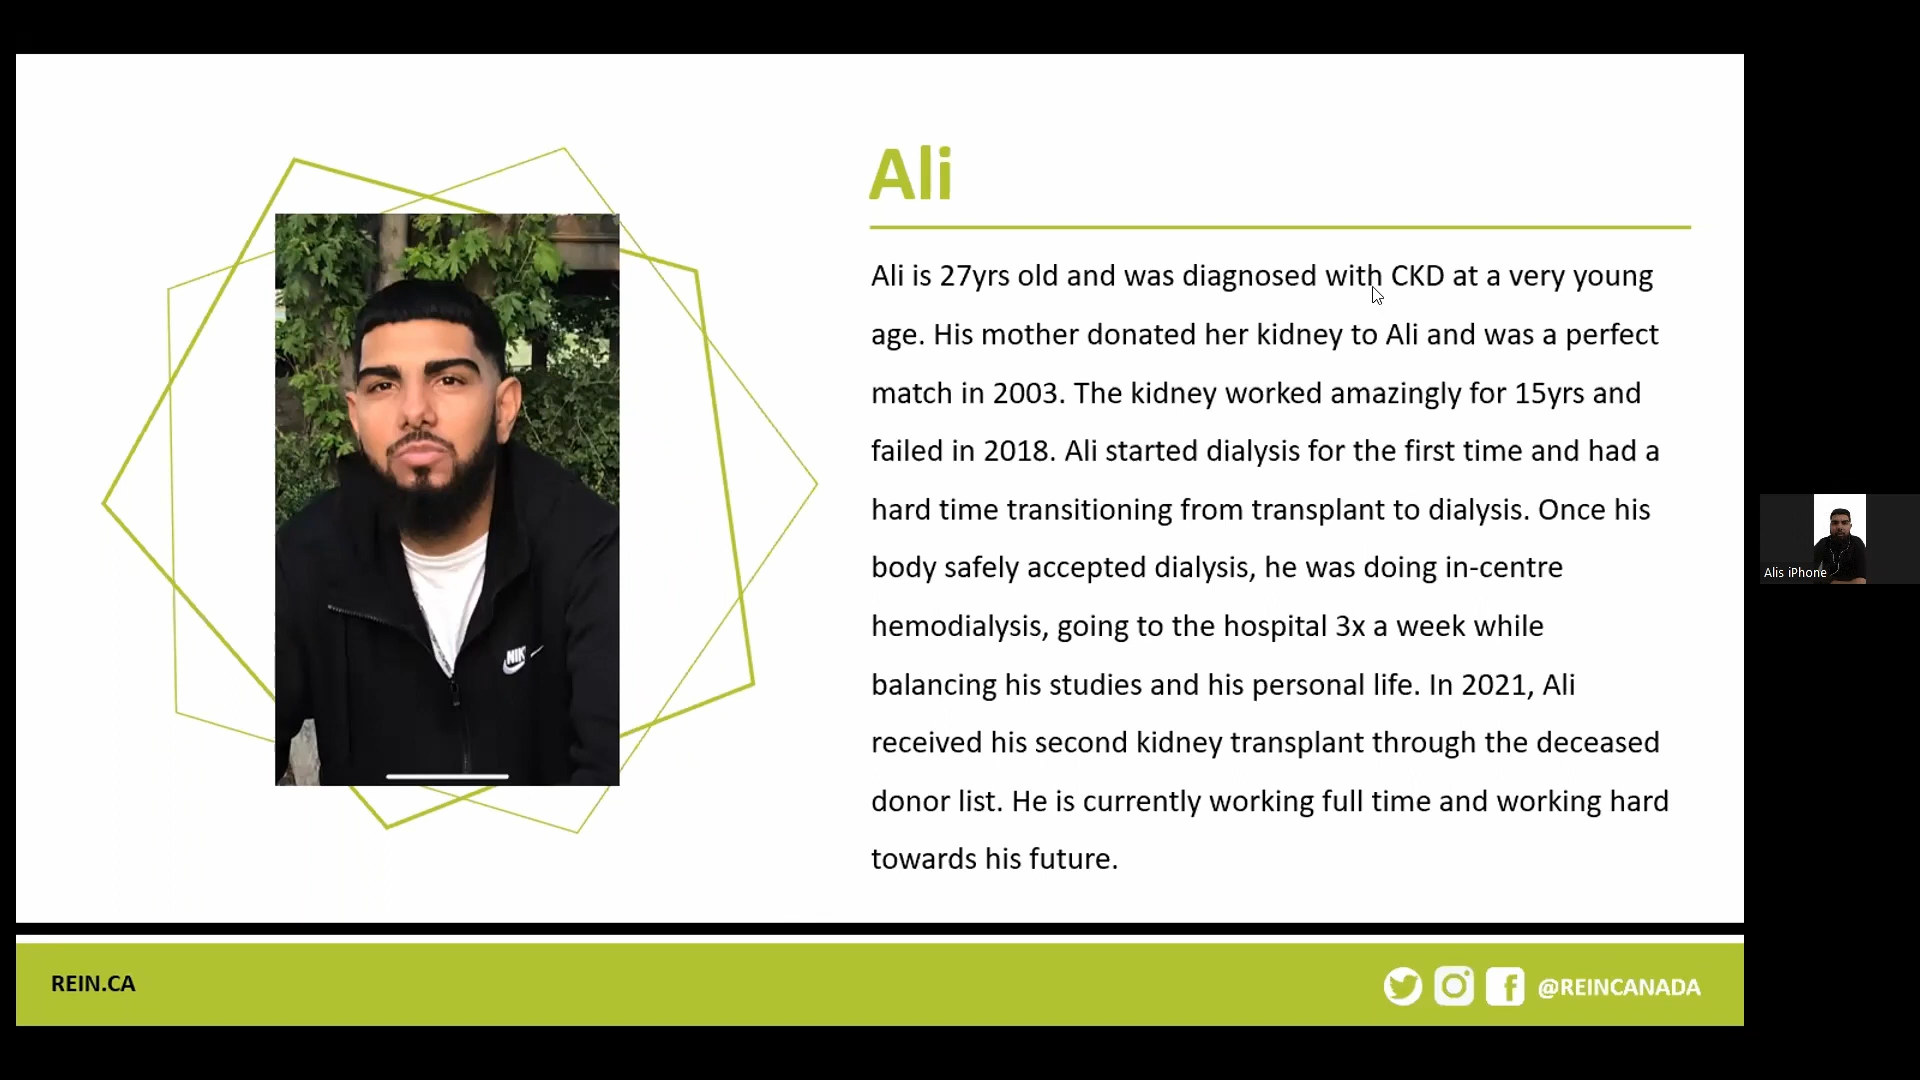 Ali
Ali is 27yrs old and was diagnosed with CKD at a very young
age. His mother donated her kidney to Ali and was a perfect
match in 2003. The kidney worked amazingly for 15yrs and
failed in 2018. Ali started dialysis for the first time and had a
hard time transitioning from transplant to dialysis. Once his
body safely accepted dialysis, he was doing in-centre
hemodialysis, going to the hospital 3x a week while
balancing his studies and his personal life. In 2021, Ali
received his second kidney transplant through the deceased
donor list. He is currently working full time and working hard
towards his future.
NIKE
Alis iPhone
REIN.CA
@REINCANADA